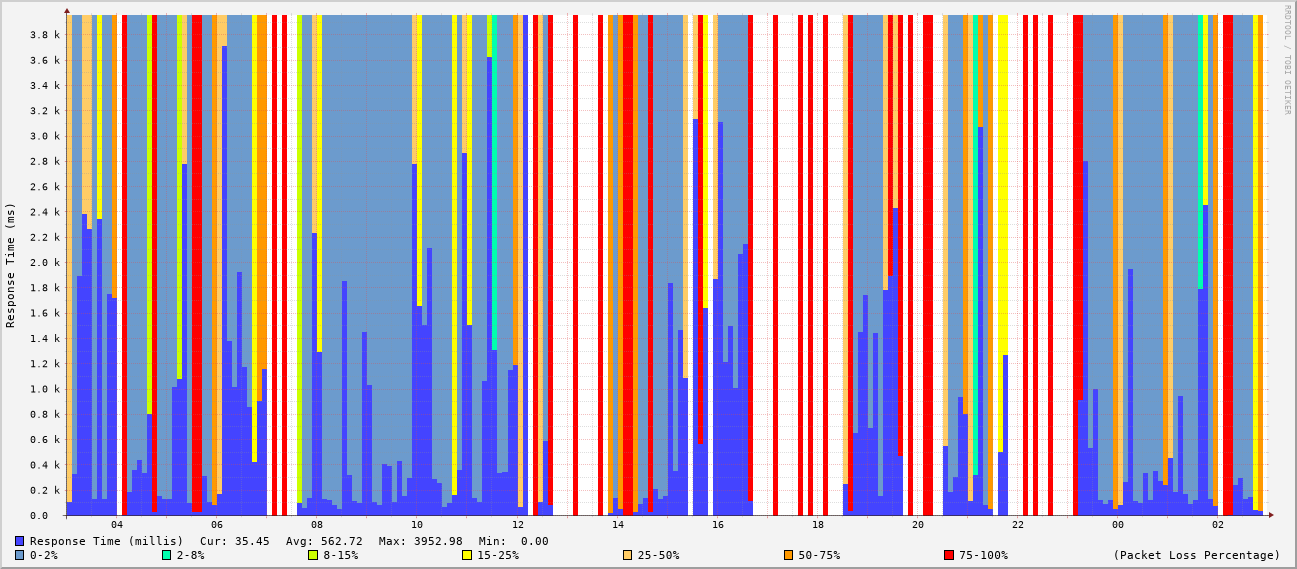 RRDTOOL / TOBI OETIKER
Response Time (ms)
3.8 k
3.6 k
3.4 k
3.2 k
3.0 k
2.8 k
2.6 k
2.4 k
2.2 k
2.0 k
1.8 k
1.6 k
1.4 k
1.2 k
1.0 k
0.8 k
0.6 k
0.4 k
0.2 k
0.0
04 06 08 10 12 14 16 18 20 22 00 02
Response Time (millis) Cur: 35.45 Avg: 562.72 Max: 3952.98 Min: 0.00
0-2% 2-8% 8-15% 15-25% 25-50% 50-75% 75-100% (Packet Loss Percentage)